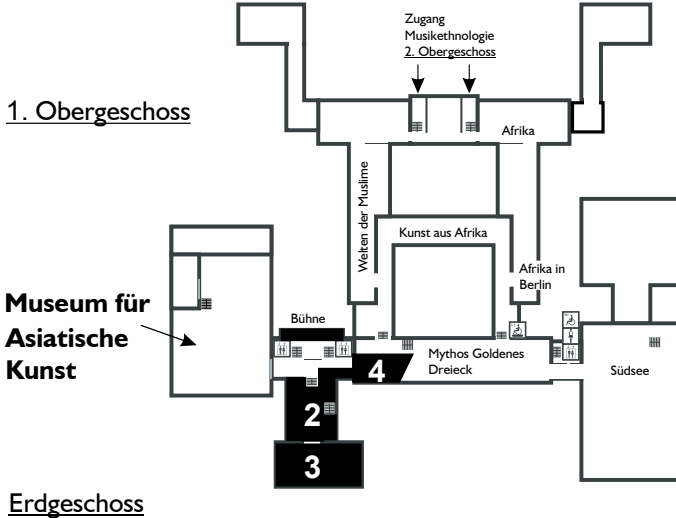 Zugang
Musikethnologie
2. Obergeschoss
1. Obergeschoss
Afrika
Welten der Muslime
Kunst aus Afrika
Afrika in
Berlin
Museum für
Asiatische
Kunst
Bühne
4
Mythos Goldenes
Dreieck
Südsee
2
3
Erdgeschoss